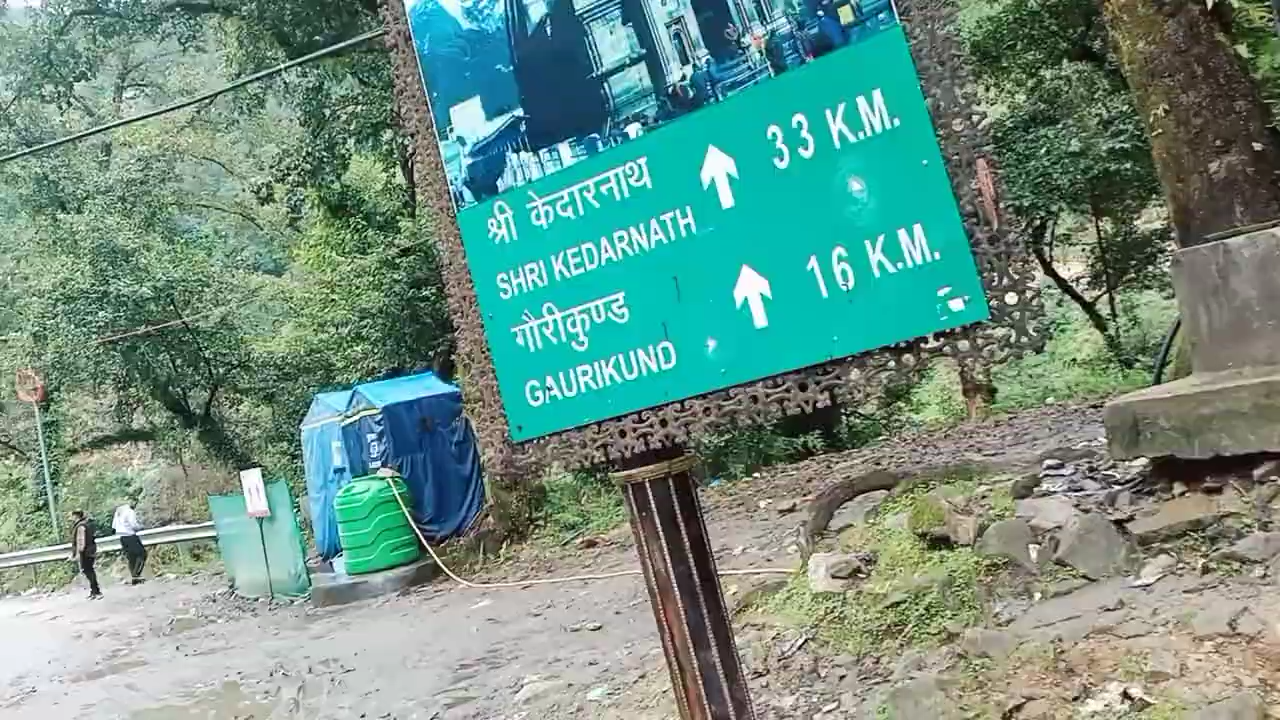 श्री केदारनाथ
SHRI KEDARNATH ↑ 33 K.M.
गौरीकुण्ड
GAURIKUND ↑ 16 K.M.